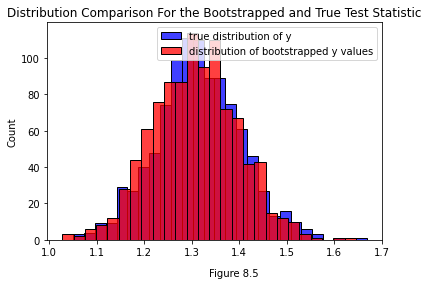 Distribution Comparison For the Bootstrapped and True Test Statistic
true distribution of y
distribution of bootstrapped y values
Count
100
80
60
40
20
0
1.0 1.1 1.2 1.3 1.4 1.5 1.6 1.7
Figure 8.5